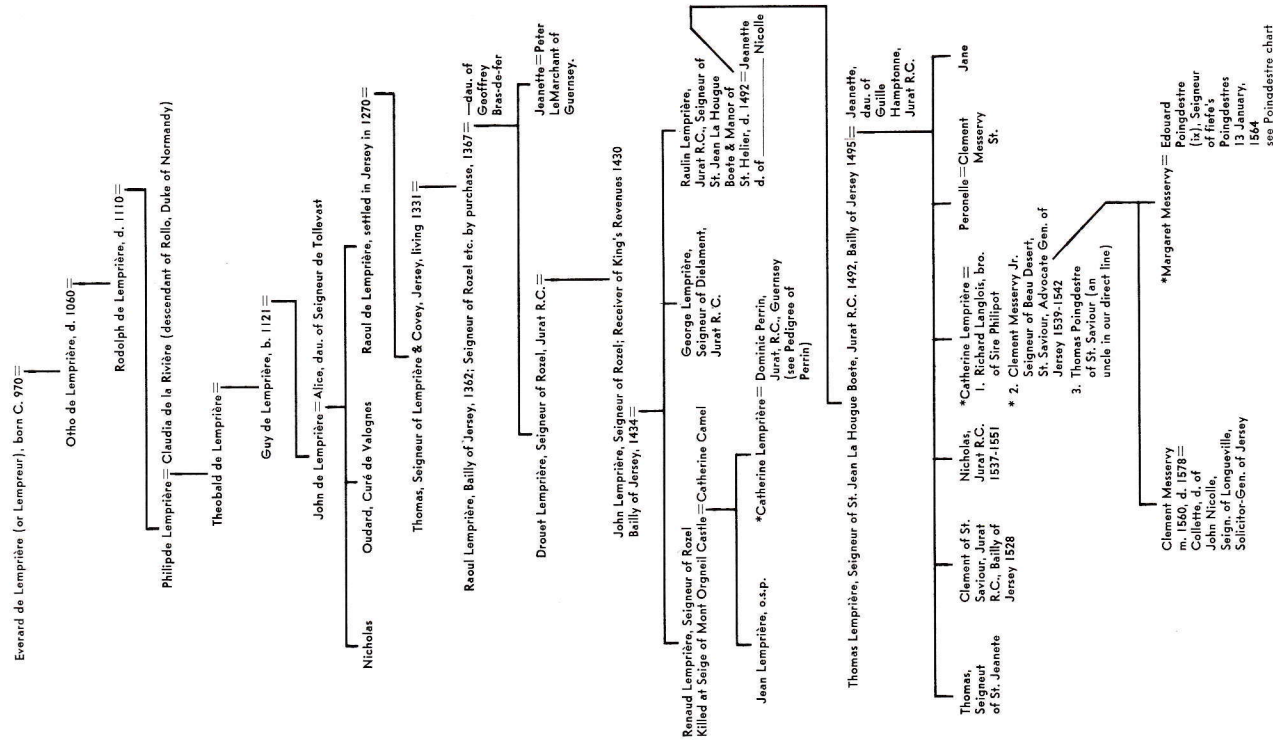 Everard de Lemprière (or Lempreur), born C. 970=
Otho de Lemprière, d. 1060=
Rodolph de Lemprière, d. 1110=
Philipde Lemprière = Claudia de la Rivière (descendant of Rollo, Duke of Normandy)
Theobald de Lemprière=
Guy de Lemprière, b. 1121=
John de Lemprière = Alice, dau. of Seigneur de Tollevast
Nicholas
Oudard, Curé de Valognes
Raoul de Lemprière, settled in Jersey in 1270=
Thomas, Seigneur of Lemprière & Covey, Jersey, living 1331=
Raoul Lemprière, Bailly of Jersey, 1362; Seigneur of Rozel etc. by purchase, 1367= —dau. of
Geoffrey
Bras-de-fer
Drouet Lemprière, Seigneur of Rozel, Jurat R.C.=
Jeanette=Peter
LeMarchant of
Guernsey.
John Lemprière, Seigneur of Rozel; Receiver of King's Revenues 1430
Bailly of Jersey, 1434=
Renaud Lemprière, Seigneur of Rozel
Killed at Seige of Mont Orgneil Castle = Catherine Camel
George Lemprière,
Seigneur of Dielament,
Jurat R. C.
Raulin Lemprière,
Jurat R.C., Seigneur of
St. Jean La Hougue
Boete & Manor of
St. Helier, d. 1492 = Jeanette
d. of ______ Nicolle
Jean Lemprière, o.s.p.
*Catherine Lemprière = Dominic Perrin,
Jurat, R.C., Guernsey
(see Pedigree of
Perrin)
Thomas Lemprière, Seigneur of St. Jean La Hougue Boete, Jurat R.C. 1492, Bailly of Jersey 1495= Jeanette,
dau. of
Guille
Hamptonne,
Jurat R.C.
Thomas,
Seigneut
of St. Jeanete
Clement of St.
Saviour, Jurat
R.C., Bailly of
Jersey 1528
Nicholas,
Jurat R.C.
1537-1551
*Catherine Lemprière =
1. Richard Langlois, bro.
of Sire Philipot
* 2. Clement Messervy Jr.
Seigneur of Beau Desert,
St. Saviour, Advocate Gen. of
Jersey 1539-1542
3. Thomas Poingdestre
of St. Saviour (an
uncle in our direct line)
Peronelle = Clement
Messervy
St.
Jane
Clement Messervy
m. 1560, d. 1578=
Collette, d. of
John Nicolle,
Seign. of Longueville,
Solicitor-Gen. of Jersey
*Margaret Messervy = Edouard
Poingdestre
(ix), Seigneur
of fiefe's
Poingdestres
13 January,
1564
see Poingdestre chart